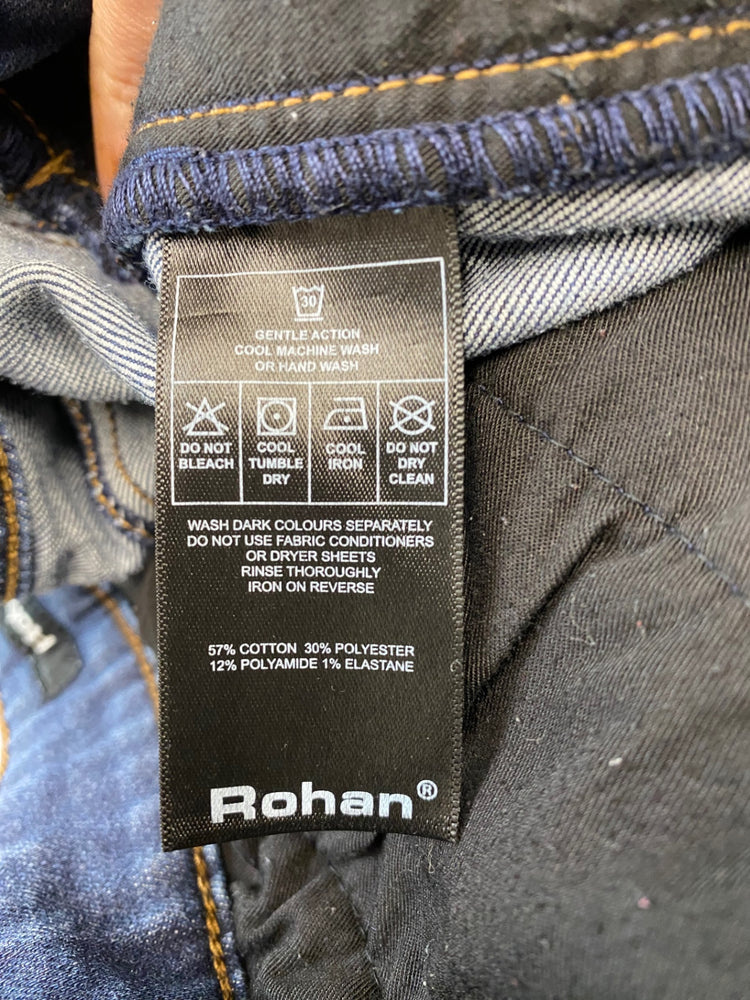 30
GENTLE ACTION
COOL MACHINE WASH
OR HAND WASH
DO NOT BLEACH
COOL TUMBLE DRY
COOL IRON
DO NOT DRY CLEAN
WASH DARK COLOURS SEPARATELY
DO NOT USE FABRIC CONDITIONERS
OR DRYER SHEETS
RINSE THOROUGHLY
IRON ON REVERSE
57% COTTON 30% POLYESTER
12% POLYAMIDE 1% ELASTANE
Rohan®